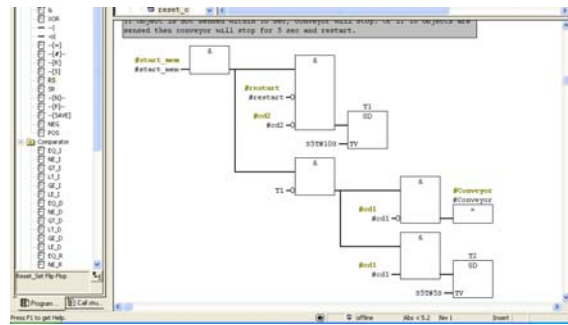 reset_c
If object is not sensed within 10 sec, conveyor will stop. or if 10 objects are
sensed then conveyor will stop for 5 sec and restart.
&
XOR
--|
-o|
-[=]
-[#]-
-[R]
-[S]
RS
SR
-[N]-
-[P]-
-[SAVE]
NEG
POS
Comparator
EQ_I
NE_I
GT_I
LT_I
GE_I
LE_I
EQ_D
NE_D
GT_D
LT_D
GE_D
LE_D
EQ_R
NE_R
Reset_Set Flip Flop
Program...
Call stru...
&
#start_mem
#start_mem
&
#restart
#restart
#cd2
#cd2
T1
SD
S5T#10S
TV
&
T1
&
#cd1
#cd1
#Conveyor
#Conveyor
=
&
#cd1
#cd1
T2
SD
S5T#5S
TV
Press F1 to get Help.
offline
Abs < 5.2
Nw 1
Insert